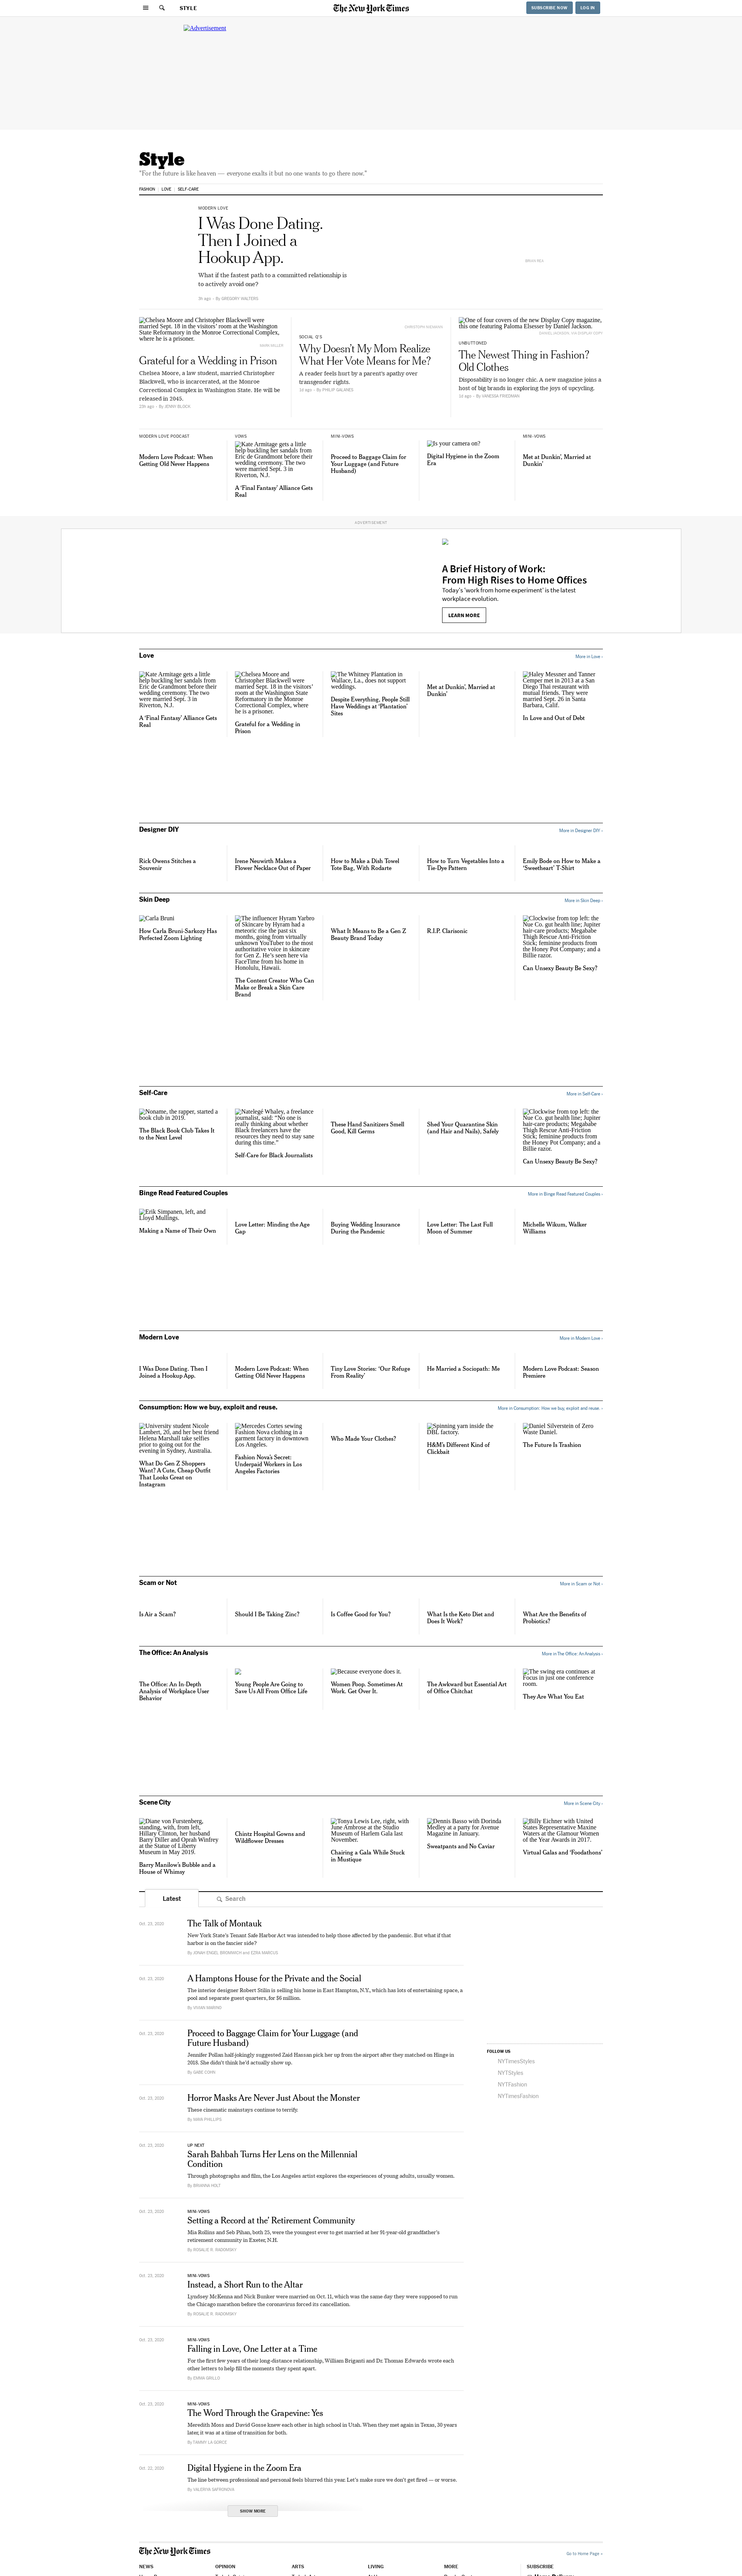 STYLE
The New York Times
SUBSCRIBE NOW
LOG IN
Advertisement
Style
"For the future is like heaven — everyone exalts it but no one wants to go there now."
FASHION
LOVE
SELF-CARE
MODERN LOVE
I Was Done Dating.
Then I Joined a
Hookup App.
What if the fastest path to a commitment relationship is
to actively avoid one?
3h ago
By GREGORY WALTERS
BRIAN REA
Chelsea Moore and Christopher Blackwell were
married Sept. 18 in the visitors' room at the Washington
State Reformatory in the Monroe Correctional Complex,
where he is a prisoner.
Grateful for a Wedding in Prison
Chelsea Moore, a law student, married Christopher
Blackwell, who is incarcerated, at the Monroe
Correctional Complex in Washington State. He will be
released in 2045.
By JENNY BLOCK
SOCIAL Q'S
Why Doesn't My Mom Realize
What Her Vote Means for Me?
A reader feels hurt by a parent's apathy over
transgender rights.
1d ago
By PHILIP GALANES
One of four covers of the new Display Copy magazine,
this one featuring Paloma Elsesser by Daniel Jackson.
UNBUTTONED
The Newest Thing in Fashion?
Old Clothes
Disposability is no longer chic. A new magazine joins a
host of big brands in exploring the joys of upcycling.
1d ago
By VANESSA FRIEDMAN
MODERN LOVE PODCAST
Modern Love Podcast: When
Getting Old Never Happens
VOWS
Kate Armitage gets a little
help buckling her sandals
from Eric de Grandmont before
their wedding ceremony. The two
were married Sept. 3 in
Riverton, N.J.
A 'Final Fantasy' Alliance Gets
Real
MINI-VOWS
Proceed to Baggage Claim for
Your Luggage (and Future
Husband)
Is your camera on?
Digital Hygiene in the Zoom
Era
MINI-VOWS
Met at Dunkin', Married at
Dunkin'
ADVERTISEMENT
A Brief History of Work:
From High Rises to Home Offices
Today's 'work from home experiment' is the latest
workplace evolution.
LEARN MORE
Love
More in Love ›
Kate Armitage gets a little
help buckling her sandals from
Eric de Grandmont before their
wedding ceremony. The two
were married Sept. 3 in
Riverton, N.J.
A 'Final Fantasy' Alliance Gets
Real
Chelsea Moore and
Christopher Blackwell were
married Sept. 18 in the visitors'
room at the Washington State
Reformatory in the Monroe
Correctional Complex, where
he is a prisoner.
Grateful for a Wedding in
Prison
The Whitney Plantation in
Wallace, La., does not support
weddings.
Despite Everything, People Still
Have Weddings at 'Plantation'
Sites
Met at Dunkin', Married at
Dunkin'
Haley Messner and Tanner
Cemper met in 2013 at a San
Diego Thai restaurant with
mutual friends. They were
married Sept. 26 in Santa
Barbara, Calif.
In Love and Out of Debt
Designer DIY
More in Designer DIY ›
Rick Owens Stitches a
Souvenir
Irene Neuwirth Makes a
Flower Necklace Out of Paper
How to Make a Dish Towel
Tote Bag, With Rodarte
How to Turn Vegetables Into a
Tie-Dye Pattern
Emily Bode on How to Make a
'Sweetheart' T-Shirt
Skin Deep
More in Skin Deep ›
Carla Bruni
How Carla Bruni-Sarkozy Has
Perfected Zoom Lighting
The influencer Hyram Yarbro
of Skincare by Hyram had a
meteoric rise the past six
months, going from virtually
unknown YouTuber to the most
authoritative voice in skincare
for Gen Z. He's seen here via
FaceTime from his home in
Honolulu, Hawaii.
The Content Creator Who Can
Make or Break a Skin Care
Brand
What It Means to Be a Gen Z
Beauty Brand Today
R.I.P. Clarisonic
Clockwise from top left: the
Nue Co. gut health line; Jupiter
hair-care products; Megababe
Thigh Rescue Anti-Friction
Stick; feminine products from
the Honey Pot Company; and a
Billie razor.
Can Unsexy Beauty Be Sexy?
Self-Care
More in Self-Care ›
Noname, the rapper, started a
book club in 2019.
The Black Book Club Takes It
to the Next Level
Natelegé Whaley, a freelance
journalist, said: "No one is
really thinking about whether
Black freelancers have the
resources they need to stay sane
during this time."
Self-Care for Black Journalists
These Hand Sanitizers Smell
Good, Kill Germs
Shed Your Quarantine Skin
(and Hair and Nails), Safely
Clockwise from top left: the
Nue Co. gut health line; Jupiter
hair-care products; Megababe
Thigh Rescue Anti-Friction
Stick; feminine products from
the Honey Pot Company; and a
Billie razor.
Can Unsexy Beauty Be Sexy?
Binge Read Featured Couples
More in Binge Read Featured Couples ›
Erik Simpanen, left, and
Lloyd Mullings.
Making a Name of Their Own
Love Letter: Minding the Age
Gap
Buying Wedding Insurance
During the Pandemic
Love Letter: The Last Full
Moon of Summer
Michelle Wikum, Walker
Williams
Modern Love
More in Modern Love ›
I Was Done Dating. Then I
Joined a Hookup App.
Modern Love Podcast: When
Getting Old Never Happens
Tiny Love Stories: 'Our Refuge
From Reality'
He Married a Sociopath: Me
Modern Love Podcast: Season
Premiere
Consumption: How we buy, exploit and reuse.
More in Consumption: How we buy, exploit and reuse. ›
University student Nicole
Lambert, 20, and her best friend
Helena Marshall take selfies
prior to going out for the
evening in Sydney, Australia.
What Do Gen Z Shoppers
Want? A Cute, Cheap Outfit
That Looks Great on
Instagram
Mercedes Cortes sewing
Fashion Nova clothing in a
garment factory in downtown
Los Angeles.
Fashion Nova's Secret:
Underpaid Workers in Los
Angeles Factories
Who Made Your Clothes?
Spinning yarn inside the
DBL factory.
H&M's Different Kind of
Clickbait
Daniel Silverstein of Zero
Waste Daniel.
The Future Is Trashion
Scam or Not
More in Scam or Not ›
Is Air a Scam?
Should I Be Taking Zinc?
Is Coffee Good for You?
What Is the Keto Diet and
Does It Work?
What Are the Benefits of
Probiotics?
The Office: An Analysis
More in The Office: An Analysis ›
The Office: An In-Depth
Analysis of Workplace User
Behavior
Young People Are Going to
Save Us All From Office Life
Because everyone does it.
Women Poop. Sometimes At
Work. Get Over It.
The Awkward but Essential Art
of Office Chitchat
The swing era continues at
Focus in just one conference
room.
They Are What You Eat
Scene City
More in Scene City ›
Diane von Furstenberg,
standing, with, from left,
Hillary Clinton, her husband
Barry Diller and Oprah Winfrey
at the Statue of Liberty
Museum in May 2019.
Barry Manilow's Bubble and a
House of Whimsy
Chintz Hospital Gowns and
Wildflower Dresses
Tonya Lewis Lee, right, with
June Ambrose at the Studio
Museum of Harlem Gala last
November.
Chairing a Gala While Stuck
in Mustique
Dennis Basso with Dorinda
Medley at a party for Avenue
Magazine in January.
Sweatpants and No Caviar
Billy Eichner with United
States Representative Maxine
Waters at the Glamour Women
of the Year Awards in 2017.
Virtual Galas and 'Foodathons'
Latest
Search
Oct. 23, 2020
The Talk of Montauk
New York State's Tenant Safe Harbor Act was intended to help those affected by the pandemic. But what if that
harbor is on the fancier side?
By JONAH ENGEL BROMWICH and EZRA MARCUS
Oct. 23, 2020
A Hamptons House for the Private and the Social
The interior designer Robert Stilin is selling his home in East Hampton, N.Y., which has lots of entertaining space, a
pool and separate guest quarters, for $6 million.
By VIVIAN MARINO
Oct. 23, 2020
Proceed to Baggage Claim for Your Luggage (and
Future Husband)
Jennifer Pollan half-jokingly suggested Zaid Hassan pick her up from the airport after they matched on Hinge in
2018. She didn't think he'd actually show up.
By GABE COHN
Oct. 23, 2020
Horror Masks Are Never Just About the Monster
These cinematic mainstays continue to terrify.
By MAYA PHILLIPS
Oct. 23, 2020
UP NEXT
Sarah Bahbah Turns Her Lens on the Millennial
Condition
Through photographs and film, the Los Angeles artist explores the experiences of young adults, usually women.
By BRIANNA HOLT
Oct. 23, 2020
MINI-VOWS
Setting a Record at the' Retirement Community
Mia Rollins and Seb Pihan, both 25, were the youngest ever to get married at her 91-year-old grandfather's
retirement community in Exeter, N.H.
By ROSALIE R. RADOMSKY
Oct. 23, 2020
MINI-VOWS
Instead, a Short Run to the Altar
Lyndsey McKenna and Nick Bunker were married on Oct. 11, which was the same day they were supposed to run
the Chicago marathon before the coronavirus forced its cancellation.
By ROSALIE R. RADOMSKY
Oct. 23, 2020
MINI-VOWS
Falling in Love, One Letter at a Time
For the first few years of their long-distance relationship, William Briganti and Dr. Thomas Edwards wrote each
other letters to help fill the moments they spent apart.
By EMMA GRILLO
Oct. 23, 2020
MINI-VOWS
The Word Through the Grapevine: Yes
Meredith Moss and David Gosse knew each other in high school in Utah. When they met again in Texas, 30 years
later, it was at a time of transition for both.
By TAMMY LA GORCE
Oct. 22, 2020
Digital Hygiene in the Zoom Era
The line between professional and personal feels blurred this year. Let's make sure we don't get fired — or worse.
By VALERIYA SAFRONOVA
SHOW MORE
FOLLOW US
NYTimesStyles
NYTStyles
NYTFashion
NYTimesFashion
The New York Times
Go to Home Page »
NEWS
OPINION
ARTS
LIVING
MORE
SUBSCRIBE